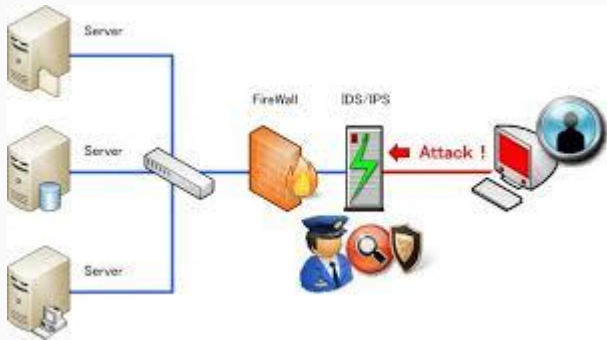 Server
FireWall
IDS/IPS
Attack !
Server
Server